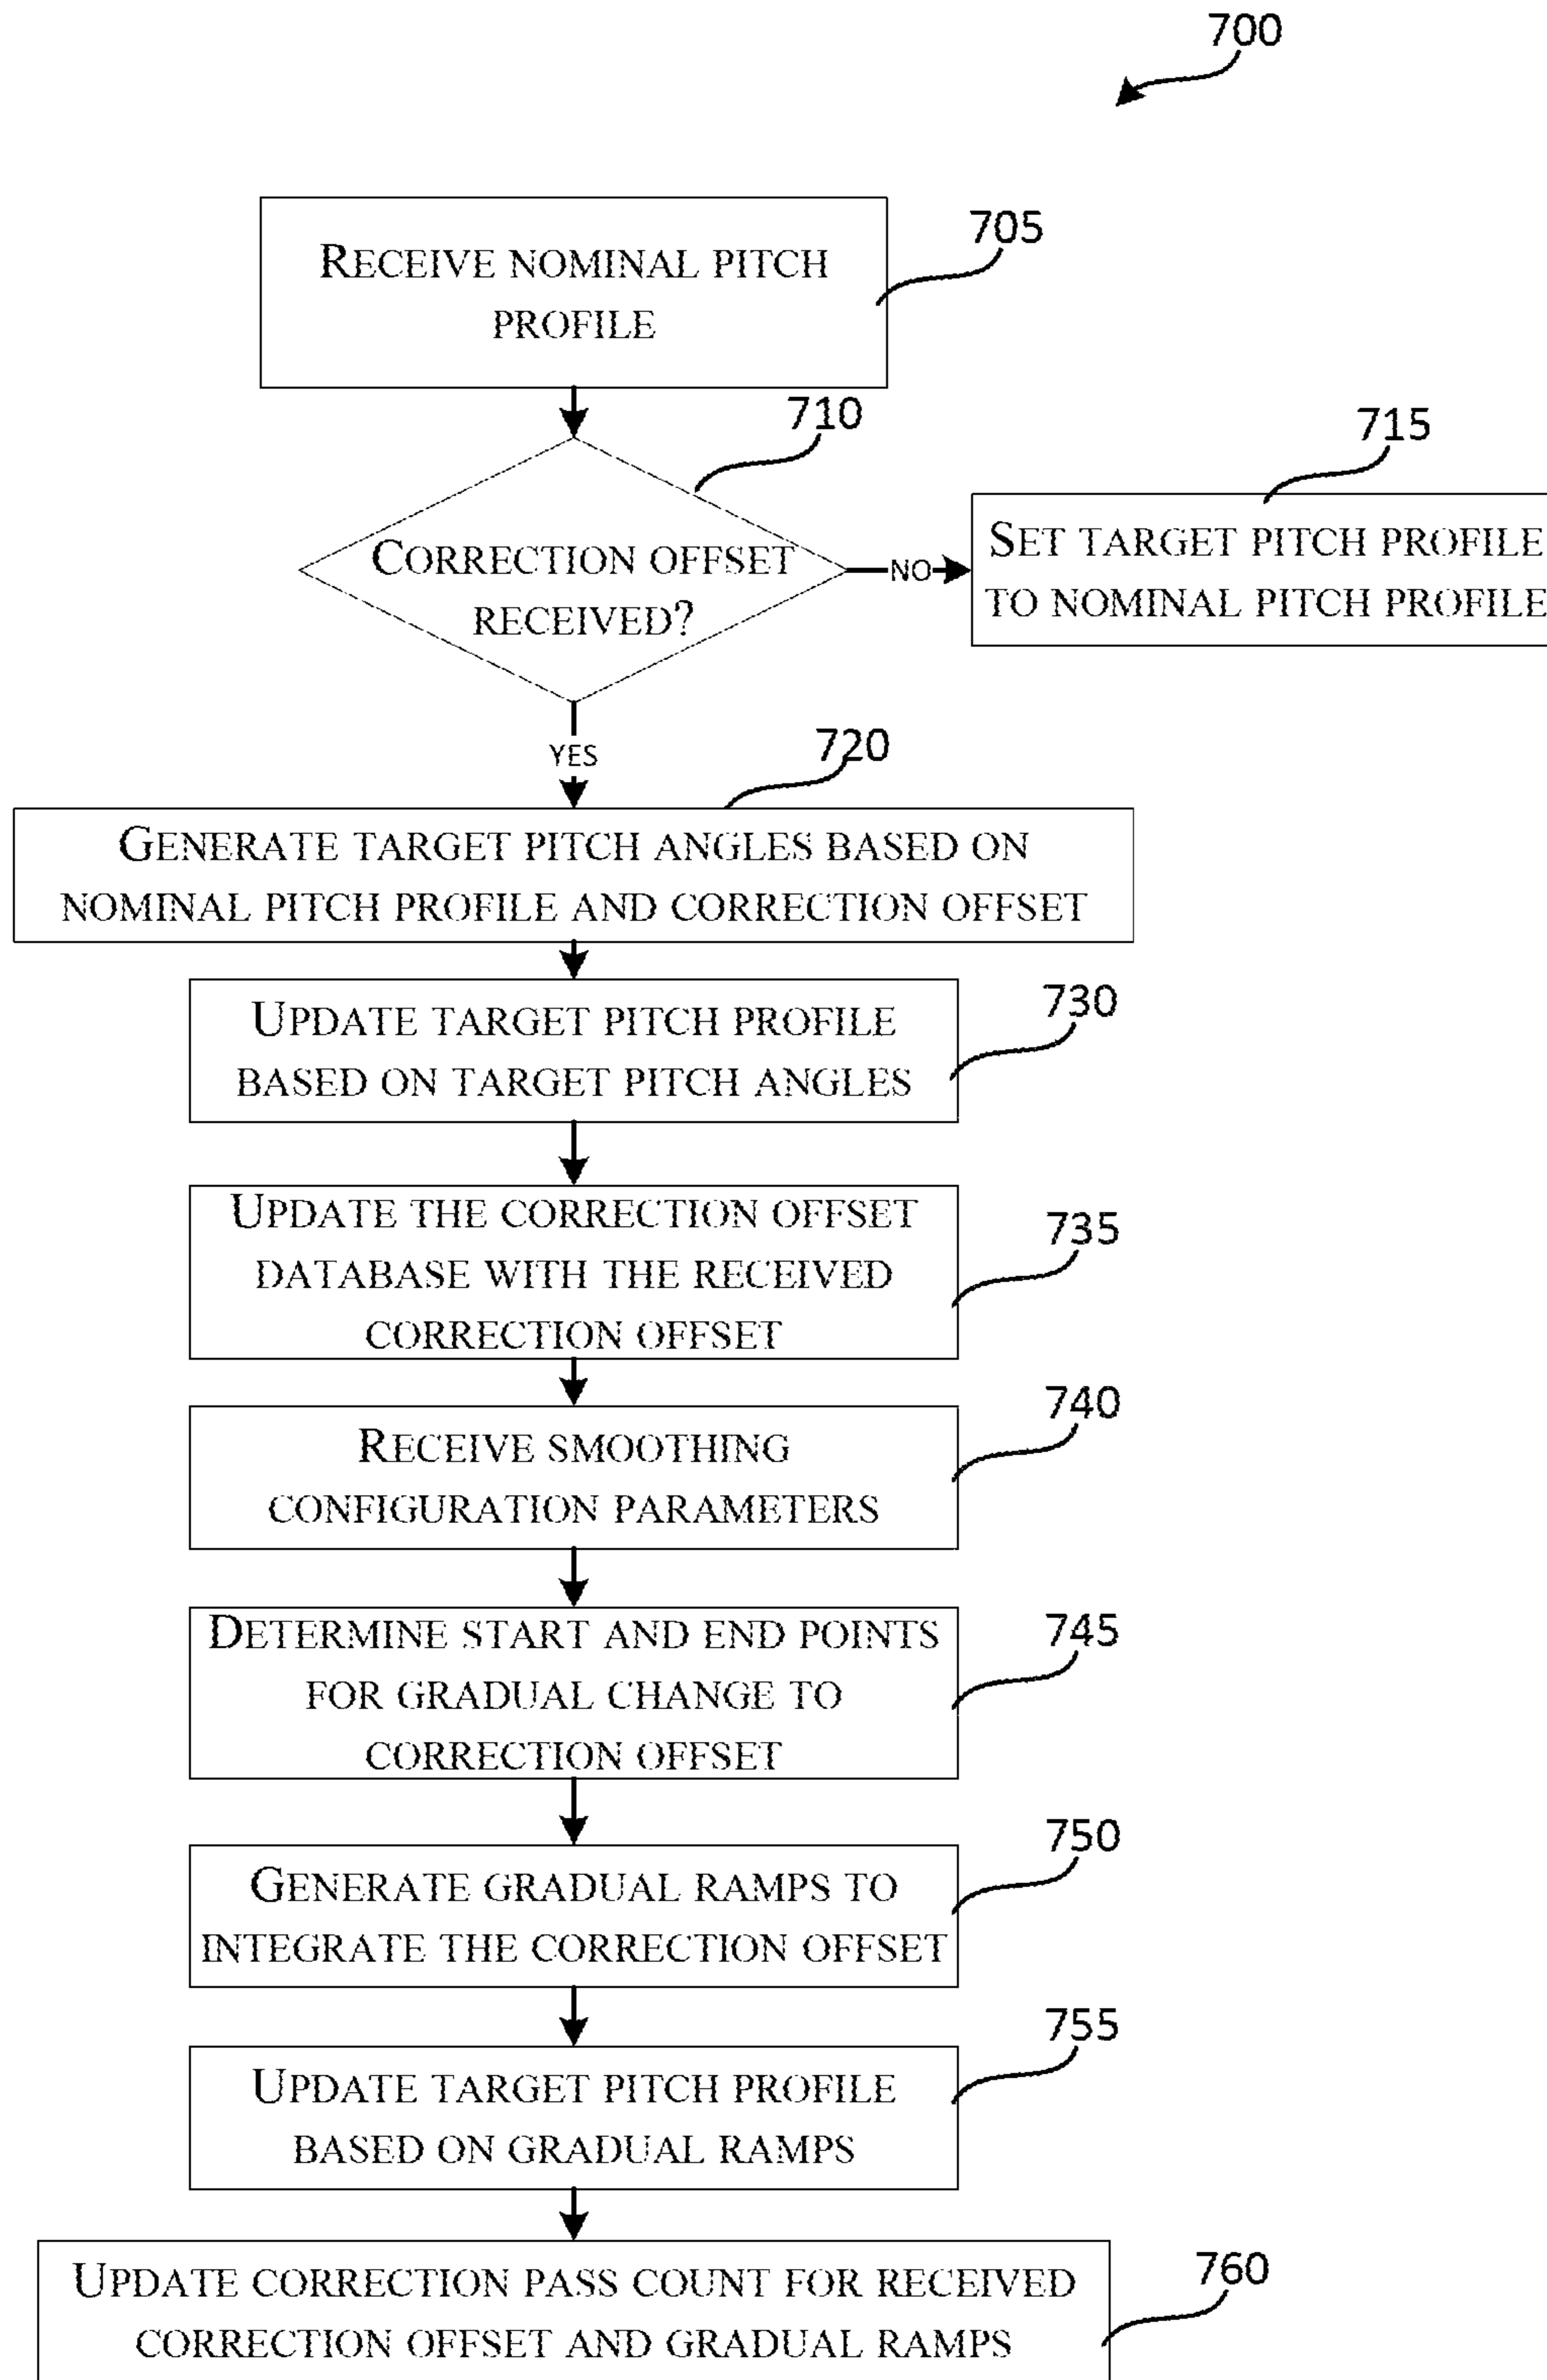 700
RECEIVE NOMINAL PITCH
PROFILE
705
710
CORRECTION OFFSET
RECEIVED?
NO
715
SET TARGET PITCH PROFILE
TO NOMINAL PITCH PROFILE
YES
720
GENERATE TARGET PITCH ANGLES BASED ON
NOMINAL PITCH PROFILE AND CORRECTION OFFSET
UPDATE TARGET PITCH PROFILE
BASED ON TARGET PITCH ANGLES
730
UPDATE THE CORRECTION OFFSET
DATABASE WITH THE RECEIVED
CORRECTION OFFSET
735
RECEIVE SMOOTHING
CONFIGURATION PARAMETERS
740
DETERMINE START AND END POINTS
FOR GRADUAL CHANGE TO
CORRECTION OFFSET
745
GENERATE GRADUAL RAMPS TO
INTEGRATE THE CORRECTION OFFSET
750
UPDATE TARGET PITCH PROFILE
BASED ON GRADUAL RAMPS
755
UPDATE CORRECTION PASS COUNT FOR RECEIVED
CORRECTION OFFSET AND GRADUAL RAMPS
760